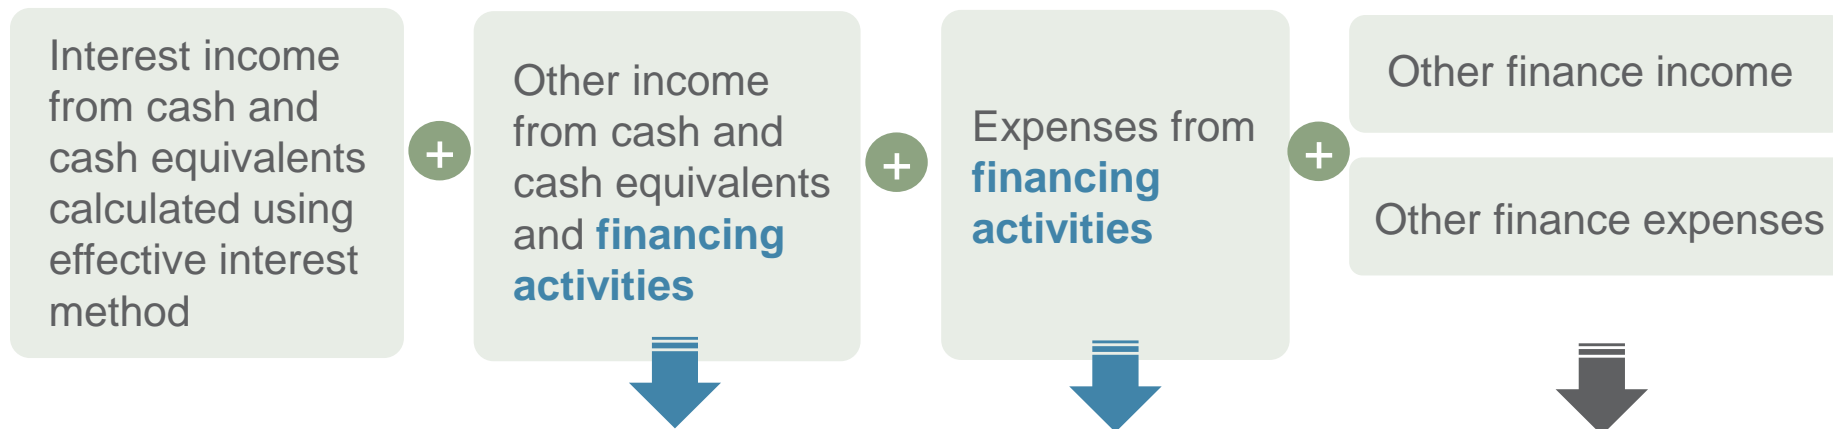 Interest income
from cash and
cash equivalents
calculated using
effective interest
method
+
Other income
from cash and
cash equivalents
and financing
activities
+
Expenses from
financing
activities
+
Other finance income
Other finance expenses